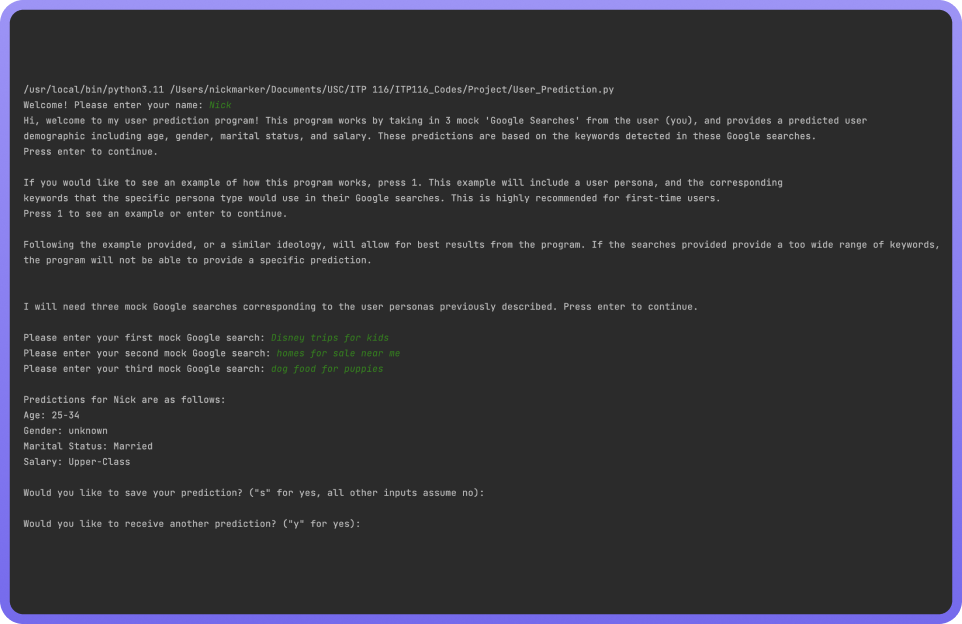 /usr/local/bin/python3.11 /Users/nickmarker/Documents/USC/ITP 116/ITP116_Codes/Project/User_Prediction.py
Welcome! Please enter your name: Nick
Hi, welcome to my user prediction program! This program works by taking in 3 mock 'Google Searches' from the user (you), and provides a predicted user
demographic including age, gender, marital status, and salary. These predictions are based on the keywords detected in these Google searches.
Press enter to continue.
If you would like to see an example of how this program works, press 1. This example will include a user persona, and the corresponding
keywords that the specific persona type would use in their Google searches. This is highly recommended for first-time users.
Press 1 to see an example or enter to continue.
Following the example provided, or a similar ideology, will allow for best results from the program. If the searches provided provide a too wide range of keywords,
the program will not be able to provide a specific prediction.
I will need three mock Google searches corresponding to the user personas previously described. Press enter to continue.
Please enter your first mock Google search: Disney trips for kids
Please enter your second mock Google search: homes for sale near me
Please enter your third mock Google search: dog food for puppies
Predictions for Nick are as follows:
Age: 25-34
Gender: unknown
Marital Status: Married
Salary: Upper-Class
Would you like to save your prediction? ("s" for yes, all other inputs assume no):
Would you like to receive another prediction? ("y" for yes):